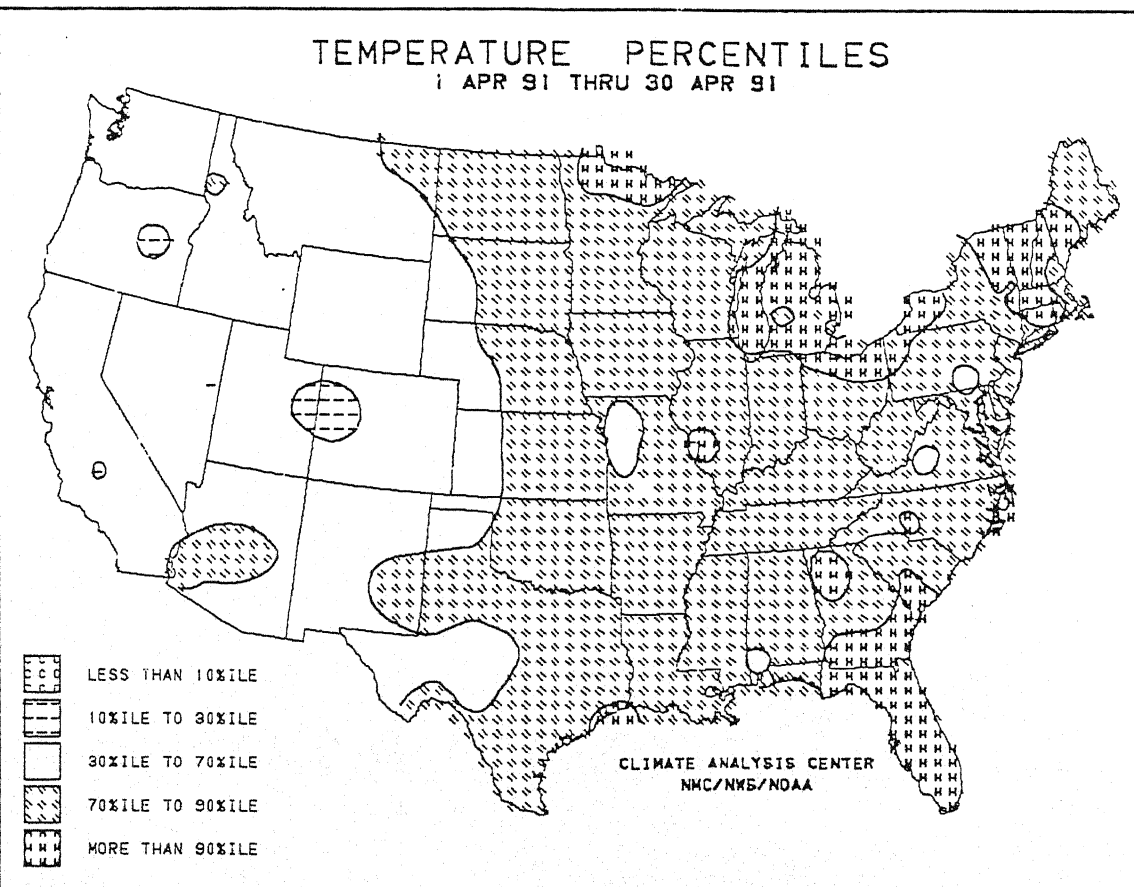 TEMPERATURE PERCENTILES
1 APR 91 THRU 30 APR 91
LESS THAN 10%ILE
10%ILE TO 30%ILE
30%ILE TO 70%ILE
70%ILE TO 90%ILE
MORE THAN 90%ILE
CLIMATE ANALYSIS CENTER
NMC/NWS/NOAA